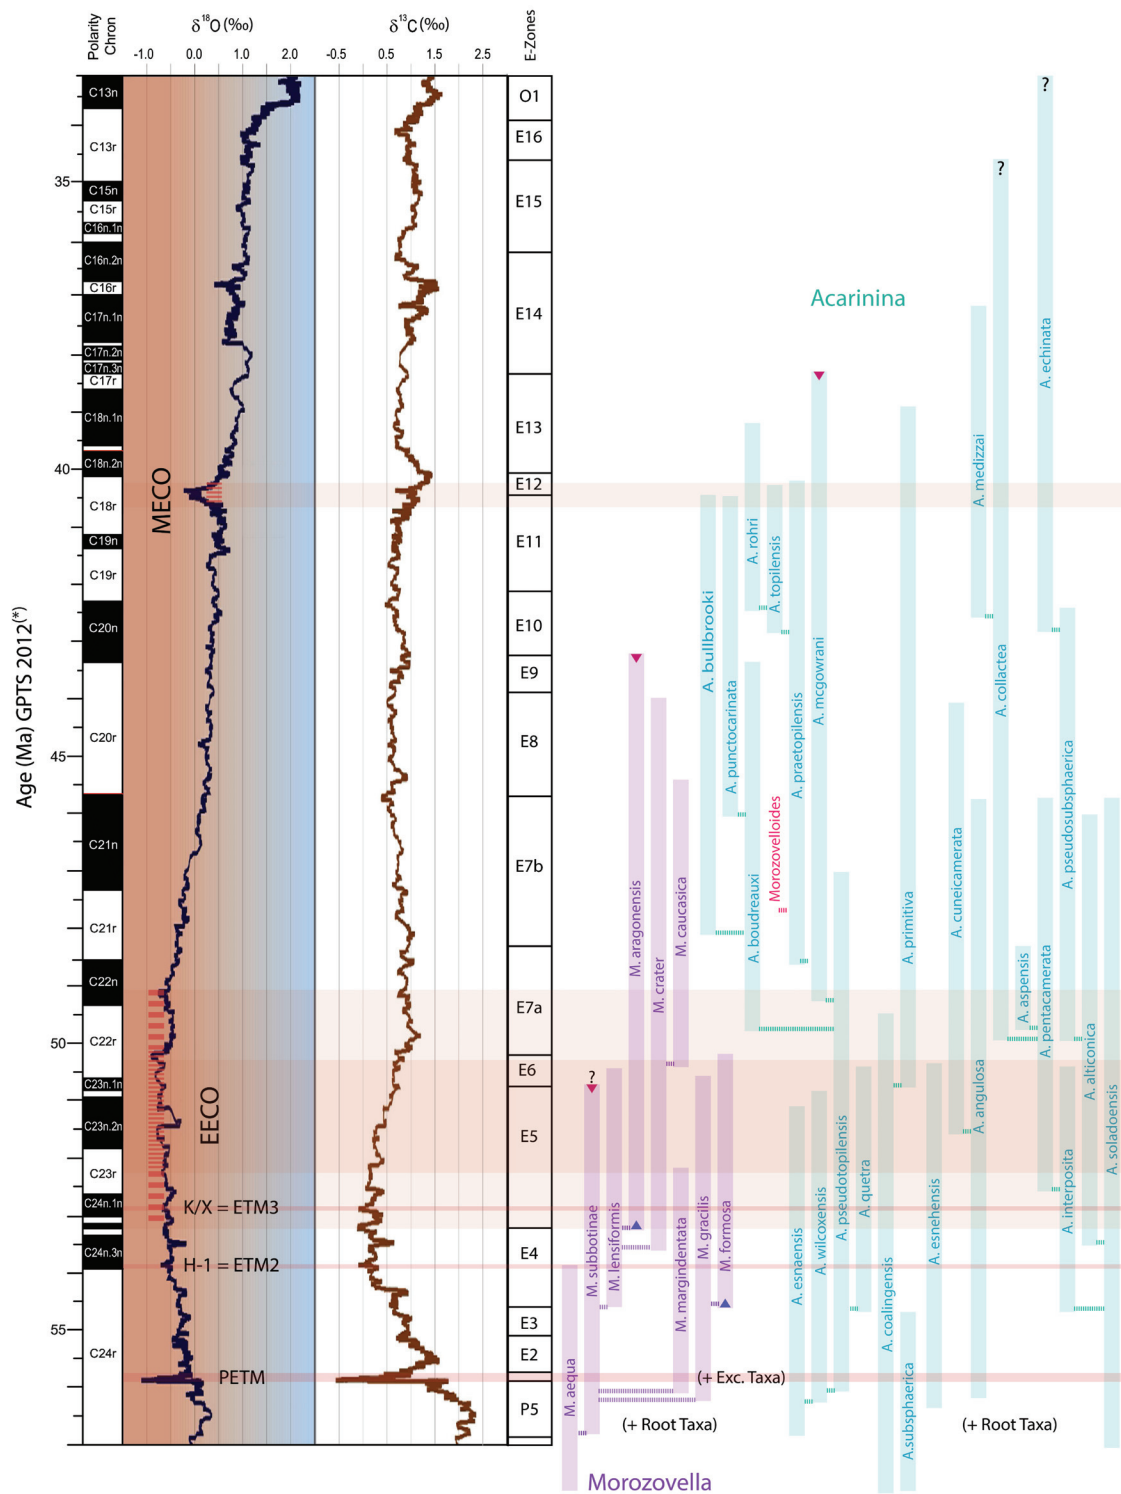 Polarity
Chron
δ¹⁸O (‰)
δ¹³C (‰)
E-Zones
-1.0 0.0 1.0 2.0
-0.5 0.5 1.5 2.5
Age (Ma) GPTS 2012(*)
35
40
45
50
55
C13n
C13r
C15n
C15r
C16n.1n
C16n.2n
C16r
C17n.1n
C17n.2n
C17n.3n
C17r
C18n.1n
C18n.2n
C18r
C19n
C19r
C20n
C20r
C21n
C21r
C22n
C22r
C23n.1n
C23n.2n
C23r
C24n.1n
C24n.3n
C24r
MECO
EECO
K/X = ETM3
H-1 = ETM2
PETM
O1
E16
E15
E14
E13
E12
E11
E10
E9
E8
E7b
E7a
E6
E5
E4
E3
E2
P5
Acarinina
?
?
?
M. aequa
M. subbotinae
M. lensiformis
M. aragonensis
M. crater
M. caucasica
M. margindentata
M. gracilis
M. formosa
A. bullbrooki
A. punctocarinata
A. rohri
A. boudreauxi
A. topilensis
Morozovelloides
A. praetopilensis
A. mcgowrani
A. esnaensis
A. wilcoxensis
A. pseudotopilensis
A. quetra
A. coalingensis
A. primitiva
A.subsphaerica
A. esnehensis
A. cuneicamerata
A. medizzai
A. angulosa
A. collactea
A. aspensis
A. echinata
A. pentacamerata
A. pseudosubsphaerica
A. interposita
A. alticonica
A. soladoensis
(+ Exc. Taxa)
(+ Root Taxa)
(+ Root Taxa)
Morozovella